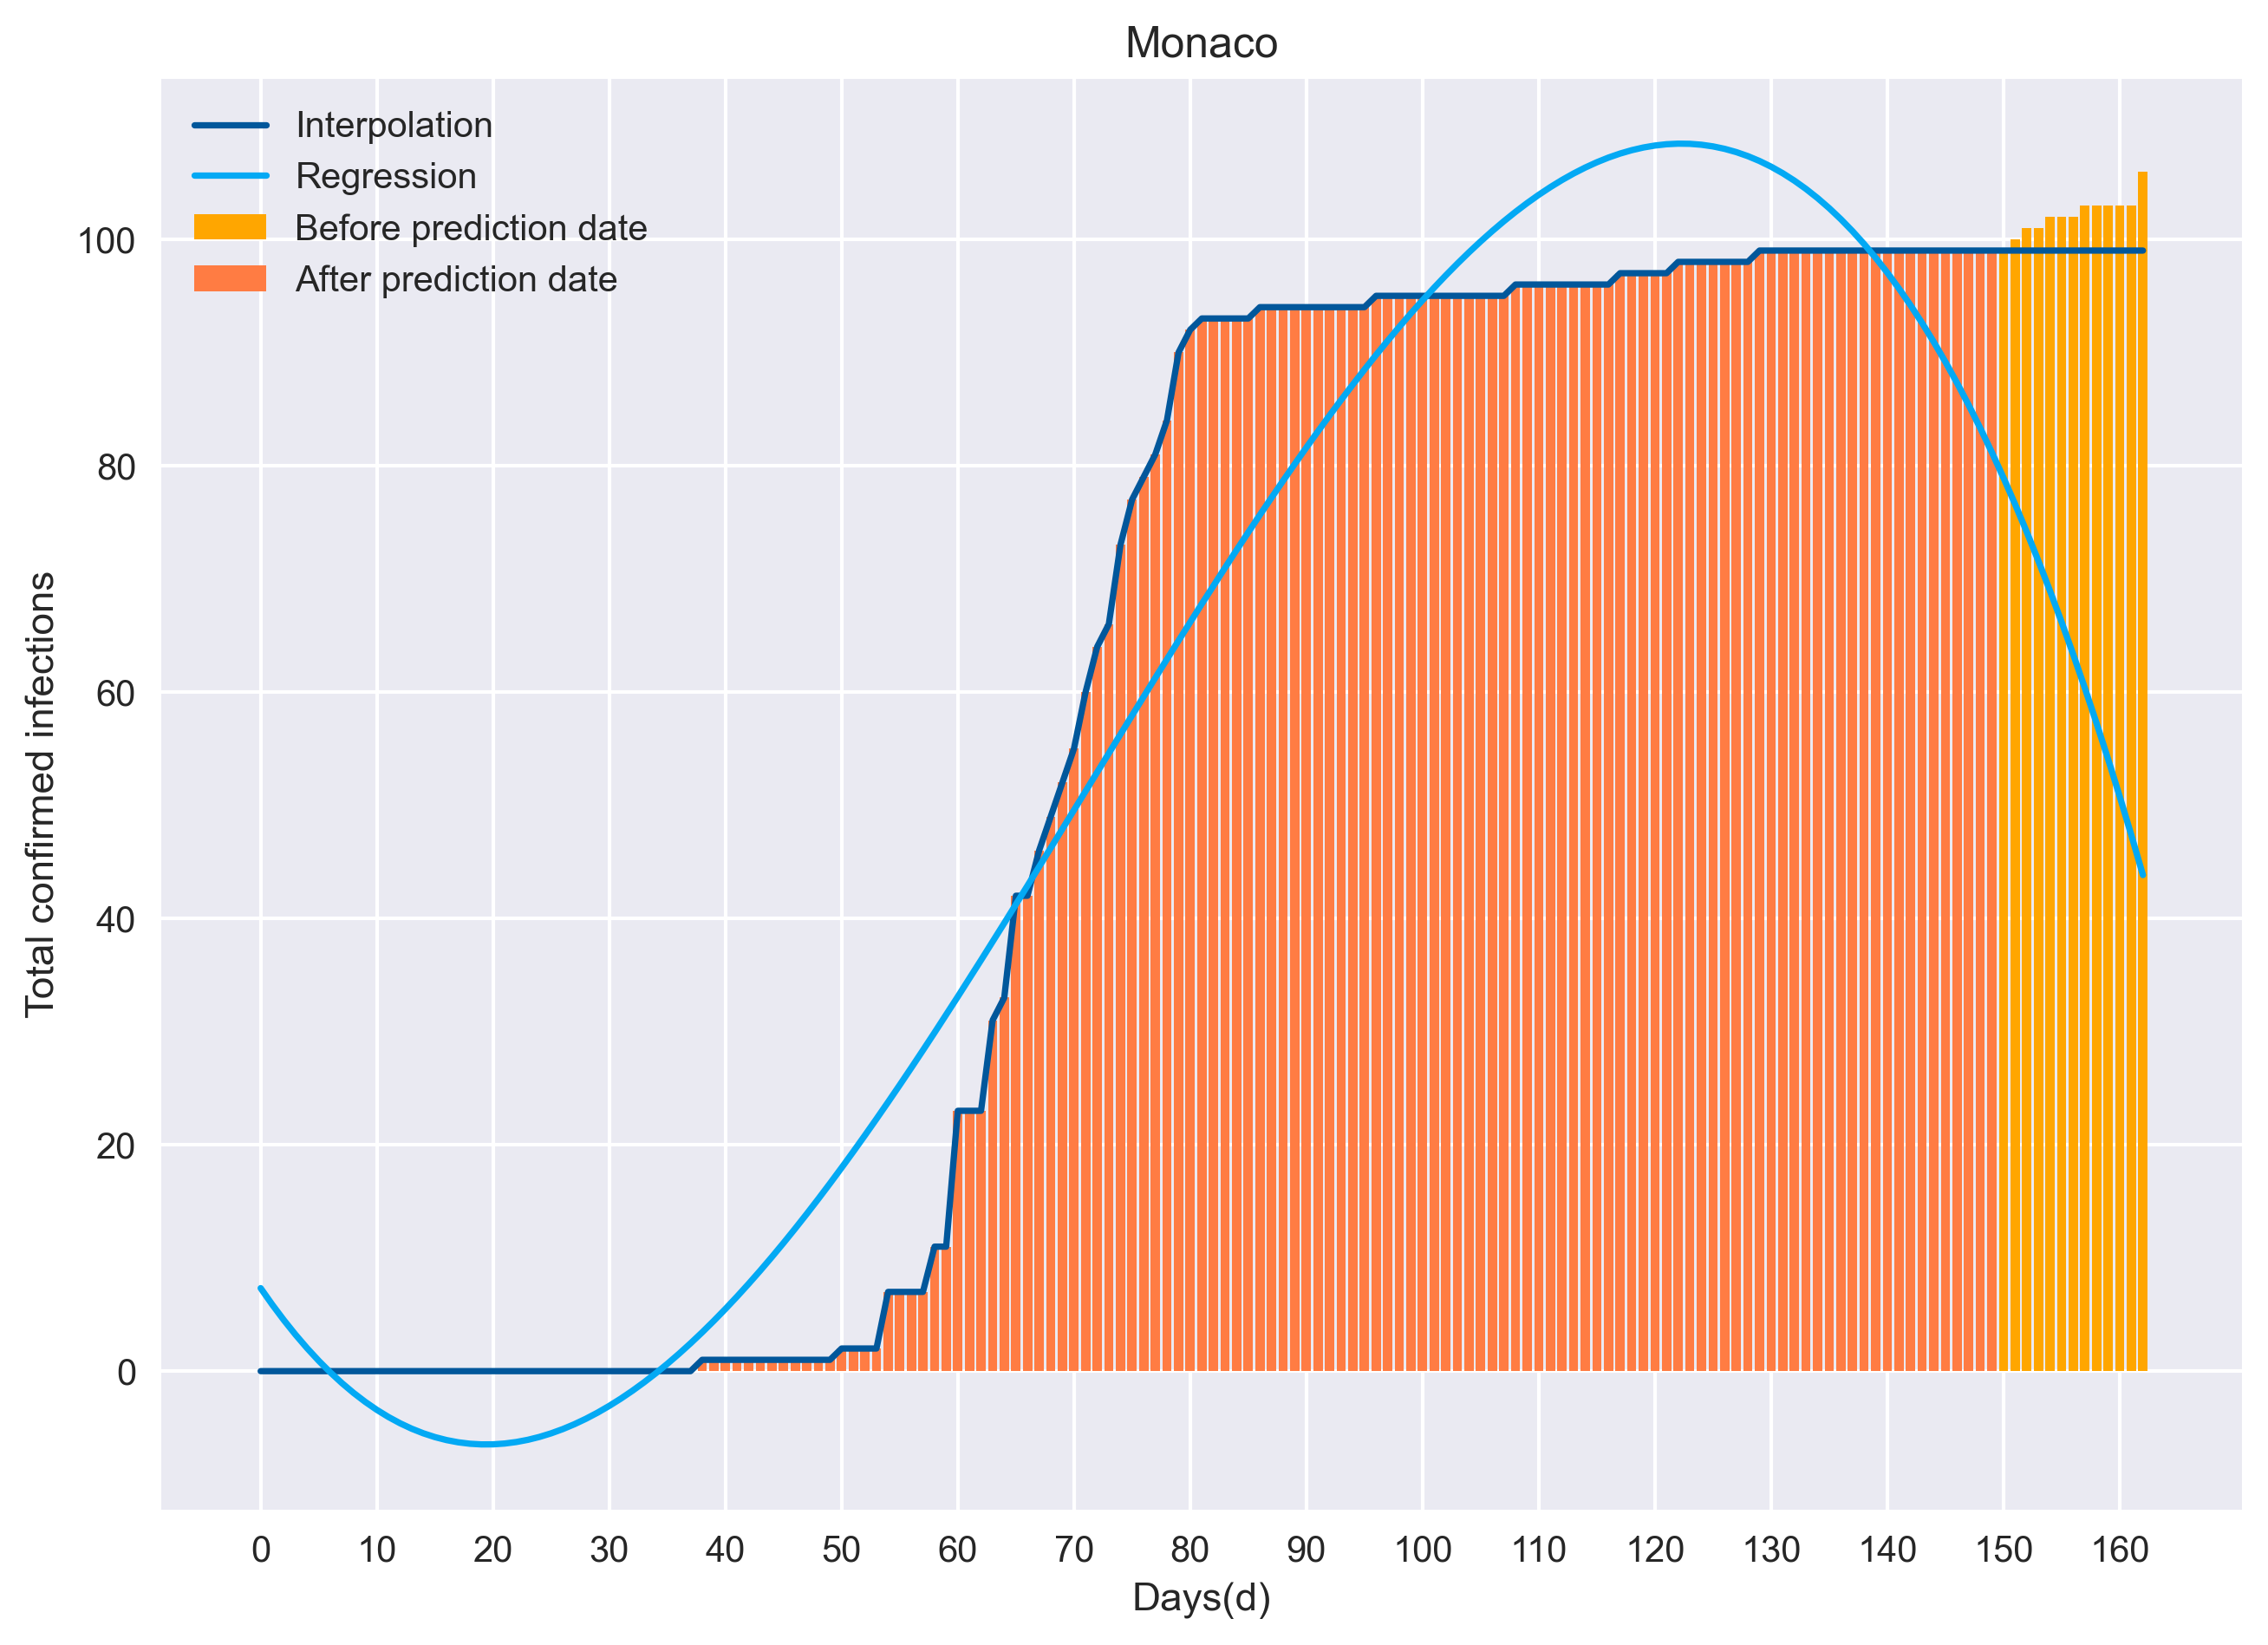 Monaco
Interpolation
Regression
Before prediction date
After prediction date
100
80
60
40
20
0
Total confirmed infections
0 10 20 30 40 50 60 70 80 90 100 110 120 130 140 150 160
Days(d)